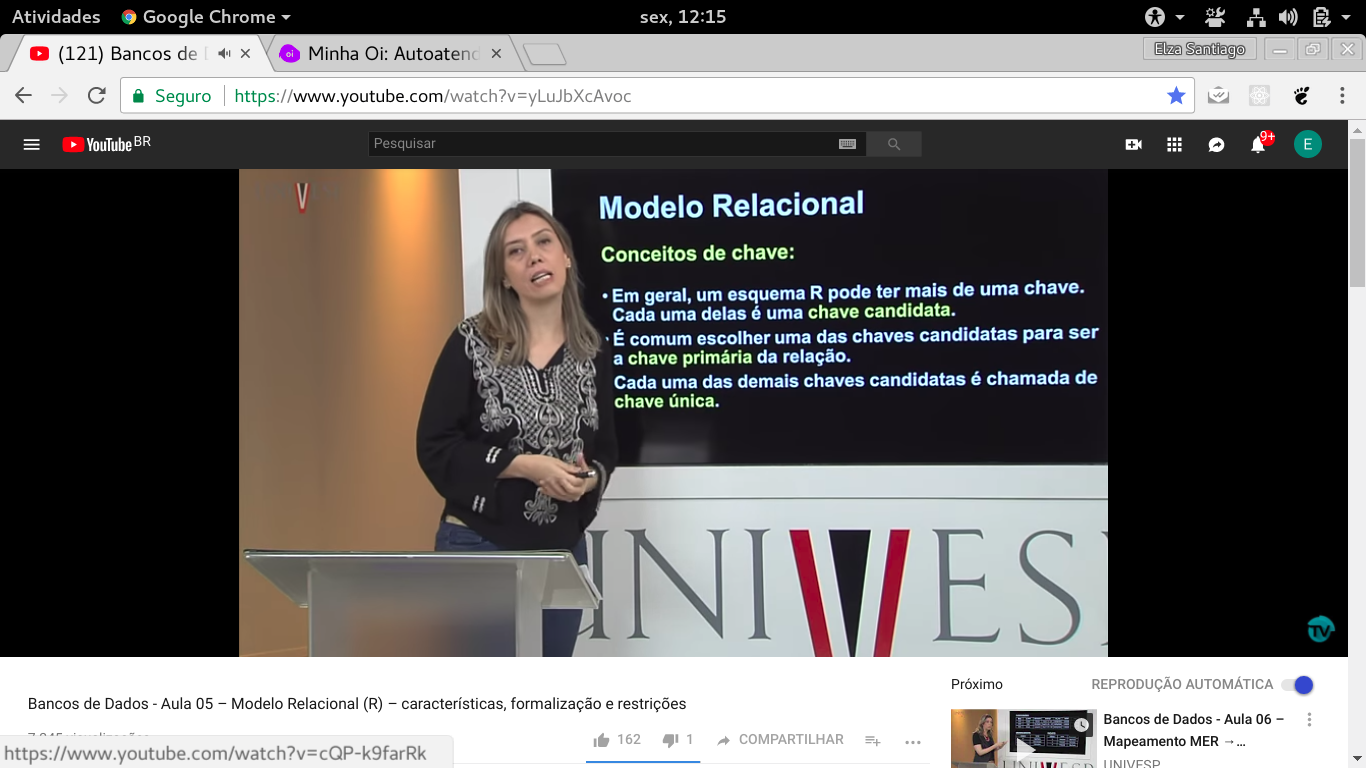 Atividades
Google Chrome
sex, 12:15
(121) Bancos de
Minha Oi: Autoatend
Elza Santiago
Seguro
https://www.youtube.com/watch?v=yLuJbXcAvoc
YouTube BR
Pesquisar
9+
E
Modelo Relacional
Conceitos de chave:
• Em geral, um esquema R pode ter mais de uma chave.
Cada uma delas é uma chave candidata.
• É comum escolher uma das chaves candidatas para ser
a chave primária da relação.
Cada uma das demais chaves candidatas é chamada de
chave única.
UNIVESP
TV
Próximo
REPRODUÇÃO AUTOMÁTICA
Bancos de Dados - Aula 05 – Modelo Relacional (R) – características, formalização e restrições
162
1
COMPARTILHAR
Bancos de Dados - Aula 06 –
Mapeamento MER →...
UNIVESP
https://www.youtube.com/watch?v=cQP-k9farRk